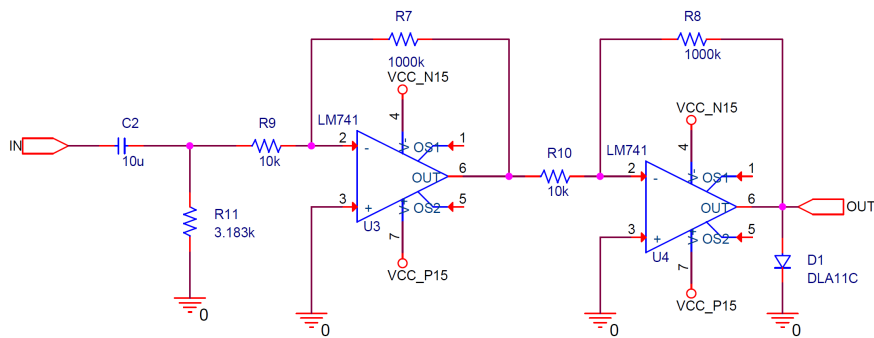 R7
1000k
R8
1000k
VCC_N15
VCC_N15
IN
C2
10u
R9
10k
LM741
4
V-
2
-
OS1
1
OUT
6
3
+
OS2
5
V+
U3
7
VCC_P15
R11
3.183k
0
0
R10
10k
LM741
4
V-
2
-
OS1
1
OUT
6
3
+
OS2
5
V+
U4
7
VCC_P15
0
OUT
D1
DLA11C
0